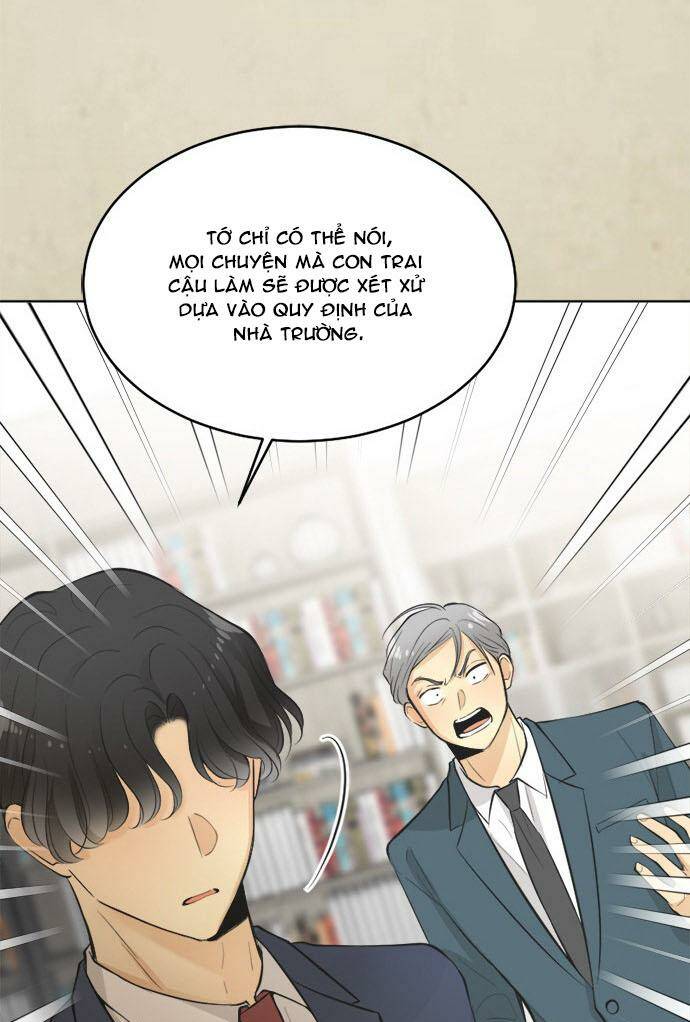 TỚ CHỈ CÓ THỂ NÓI,
MỌI CHUYỆN MÀ CON TRAI
CẬU LÀM SẼ ĐƯỢC XÉT XỬ
DỰA VÀO QUY ĐỊNH CỦA
NHÀ TRƯỜNG.